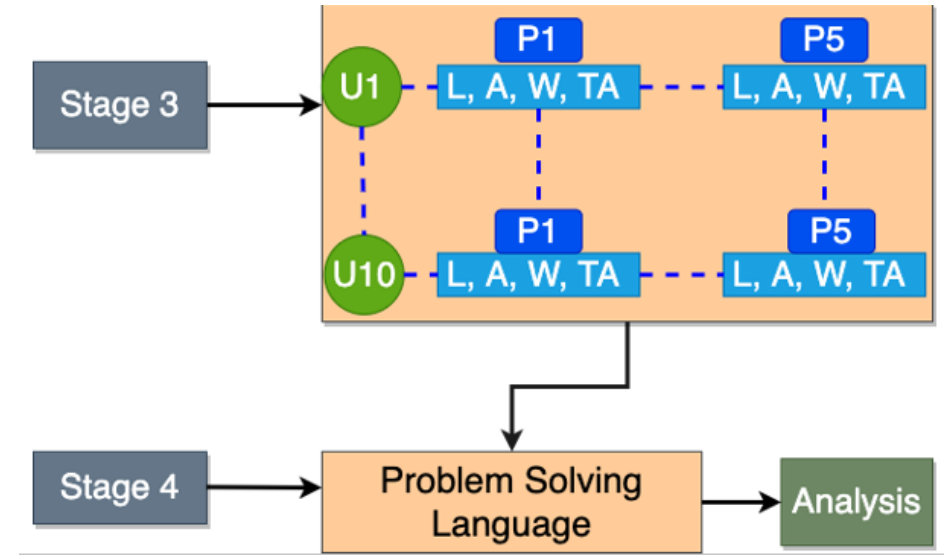 P1
P5
Stage 3
U1
L, A, W, TA
L, A, W, TA
P1
P5
U10
L, A, W, TA
L, A, W, TA
Stage 4
Problem Solving
Language
Analysis